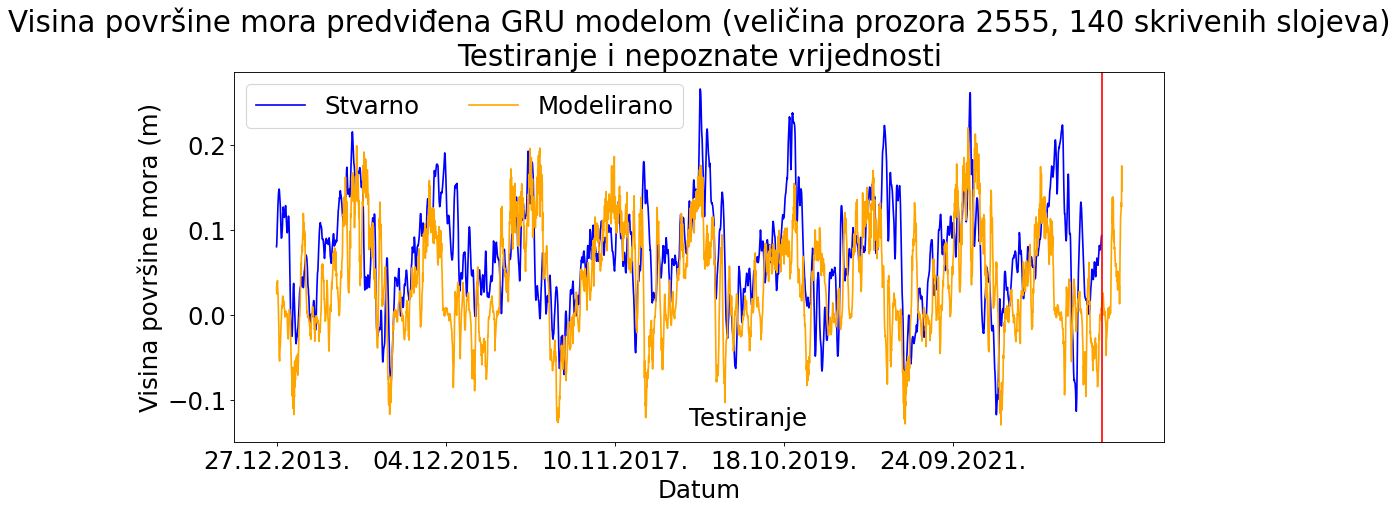 Visina površine mora predviđena GRU modelom (veličina prozora 2555, 140 skrivenih slojeva)
Testiranje i nepoznate vrijednosti
Stvarno
Modelirano
Visina površine mora (m)
0.2
0.1
0.0
−0.1
Testiranje
27.12.2013.
04.12.2015.
10.11.2017.
18.10.2019.
24.09.2021.
Datum